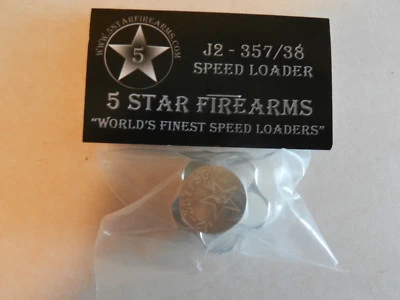 WWW.5STARFIREARMS.COM
5
J2 - 357/38
SPEED LOADER
5 STAR FIREARMS
"WORLD'S FINEST SPEED LOADERS"